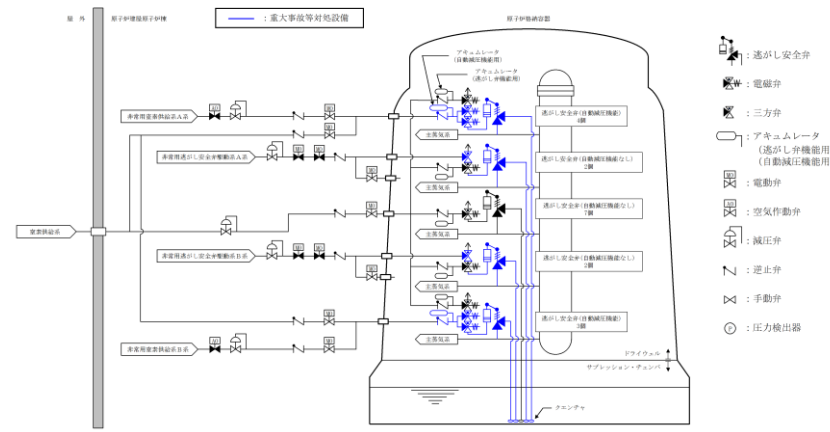 屋 外
原子炉建屋原子炉棟
：重大事故等対処設備
原子炉格納容器
アキュムレータ
（自動減圧機能用）
アキュムレータ
（逃がし弁機能用）
非常用窒素供給系A系
主蒸気系
逃がし安全弁(自動減圧機能)
4個
非常用逃がし安全弁駆動系A系
主蒸気系
逃がし安全弁(自動減圧機能なし)
2個
窒素供給系
主蒸気系
逃がし安全弁(自動減圧機能なし)
7個
非常用逃がし安全弁駆動系B系
主蒸気系
逃がし安全弁(自動減圧機能なし)
2個
非常用窒素供給系B系
主蒸気系
逃がし安全弁(自動減圧機能)
3個
ドライウェル
サプレッション・チェンバ
クエンチャ
：逃がし安全弁
：電磁弁
：三方弁
：アキュムレータ
（逃がし弁機能用
（自動減圧機能用
：電動弁
：空気作動弁
：減圧弁
：逆止弁
：手動弁
P ：圧力検出器